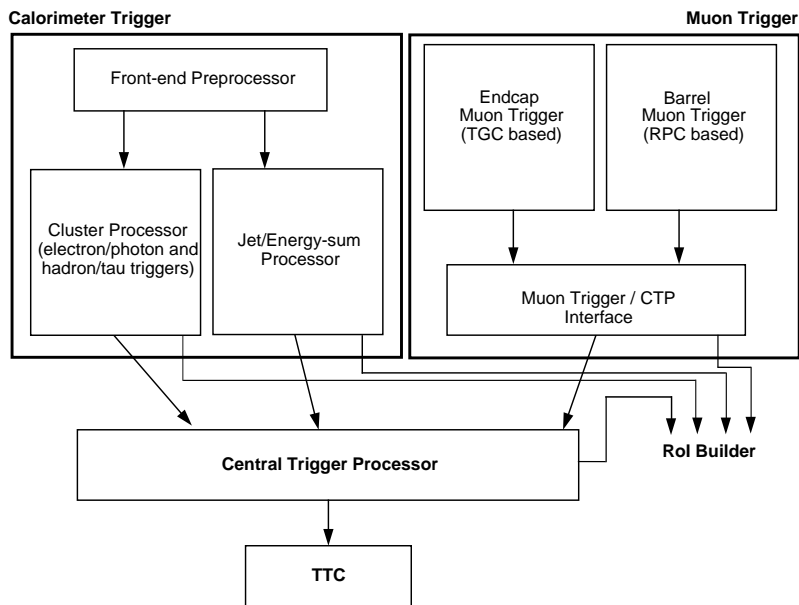 Calorimeter Trigger
Muon Trigger
Front-end Preprocessor
Endcap
Muon Trigger
(TGC based)
Barrel
Muon Trigger
(RPC based)
Cluster Processor
(electron/photon and
hadron/tau triggers)
Jet/Energy-sum
Processor
Muon Trigger / CTP
Interface
Central Trigger Processor
RoI Builder
TTC